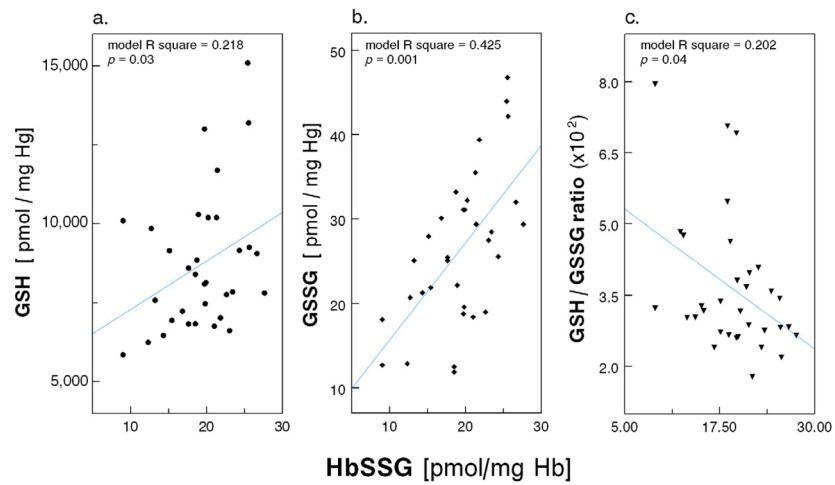 a.
model R square = 0.218
p = 0.03
15,000
10,000
5,000
GSH [ pmol / mg Hg]
10
20
30
b.
model R square = 0.425
p = 0.001
50
40
30
20
10
GSSG [ pmol / mg Hb]
10
20
30
c.
model R square = 0.202
p = 0.04
8.0
6.5
5.0
3.5
2.0
GSH / GSSG ratio (x10 2)
5.00
17.50
30.00
HbSSG [pmol/mg Hb]